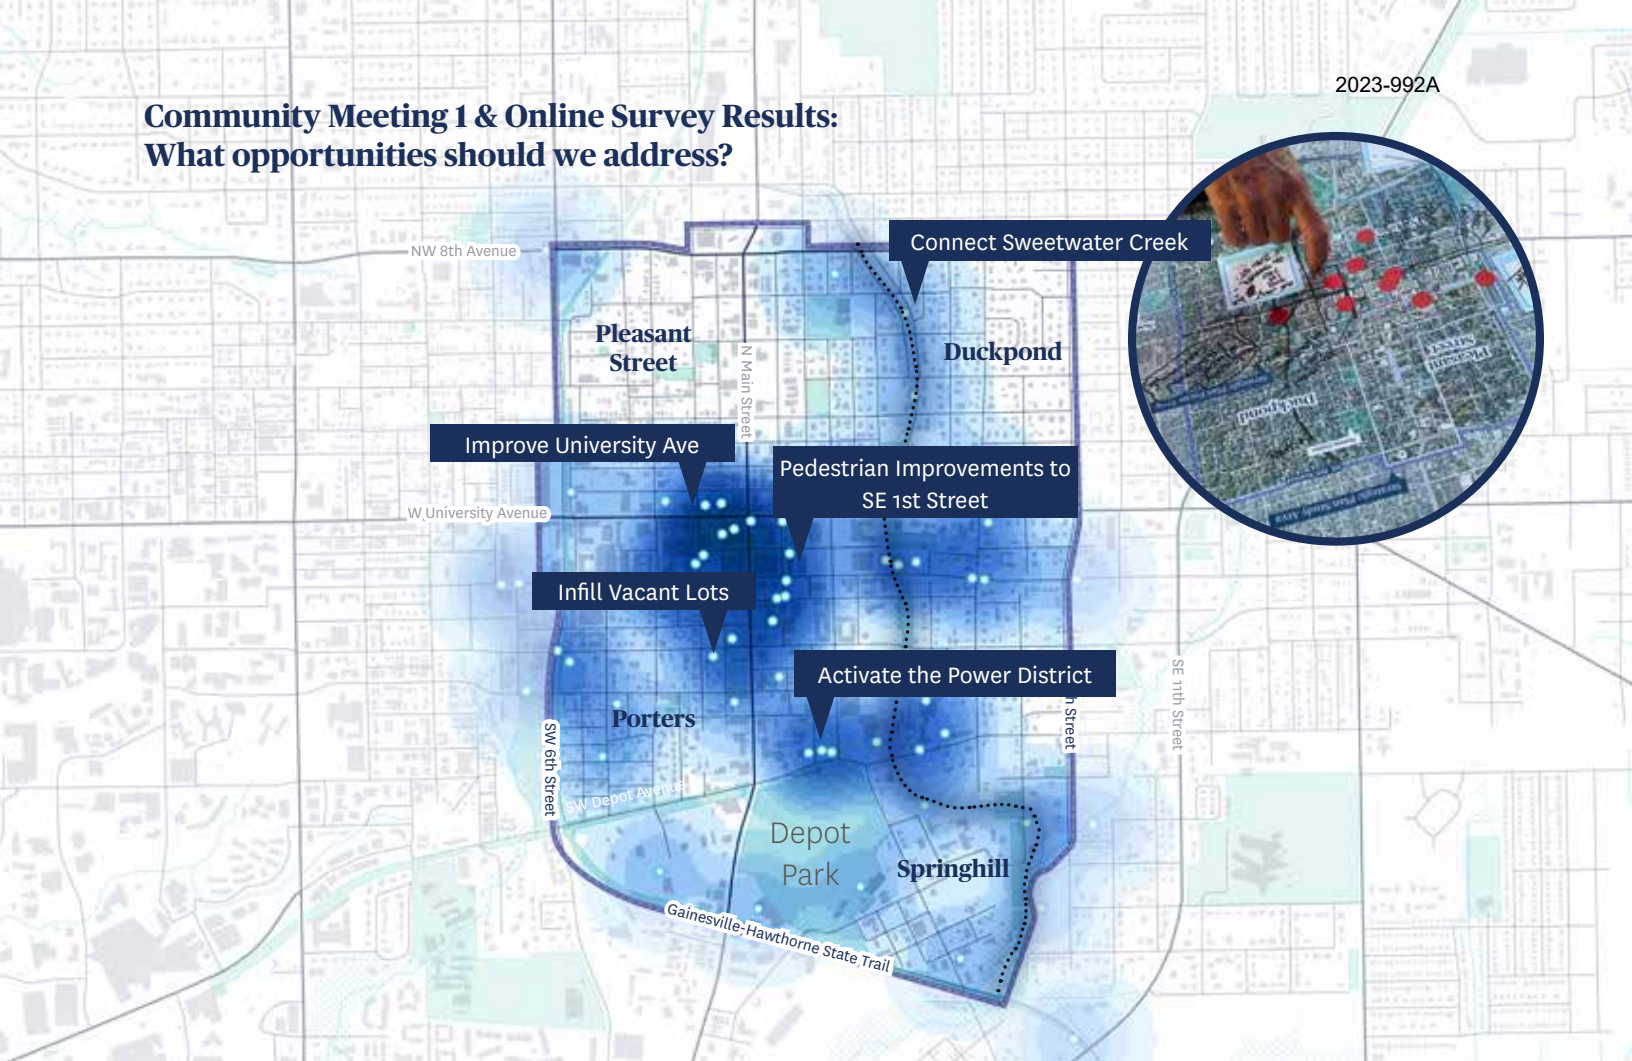 2023-992A
Community Meeting 1 & Online Survey Results:
What opportunities should we address?
NW 8th Avenue
Connect Sweetwater Creek
Pleasant
Street
N Main Street
Duckpond
Improve University Ave
Pedestrian Improvements to
SE 1st Street
W University Avenue
Infill Vacant Lots
Activate the Power District
Porters
SW 6th Street
SW Depot Avenue
h Street
SE 11th Street
Depot
Park
Springhill
Gainesville-Hawthorne State Trail
Duckpond